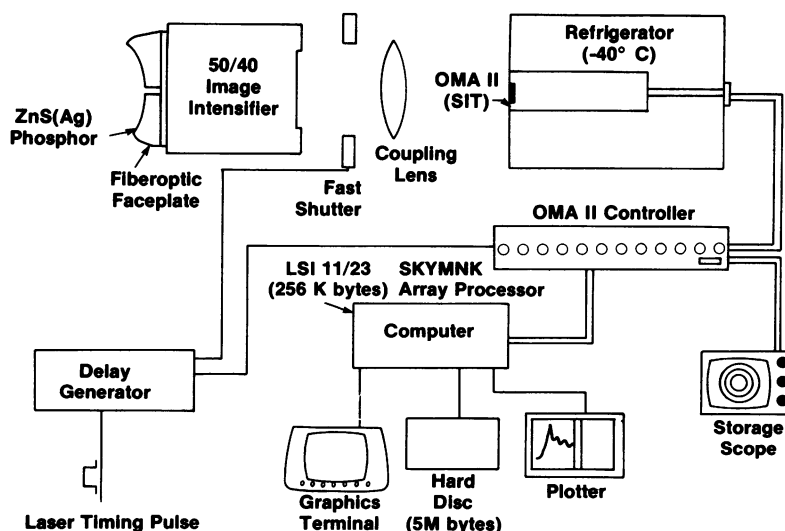 50/40
Image
Intensifier
ZnS(Ag)
Phosphor
Fiberoptic
Faceplate
Fast
Shutter
Coupling
Lens
Refrigerator
(-40° C)
OMA II
(SIT)
OMA II Controller
LSI 11/23
(256 K bytes)
SKYMNK
Array Processor
Computer
Delay
Generator
Laser Timing Pulse
Graphics
Terminal
Hard
Disc
(5M bytes)
Plotter
Storage
Scope